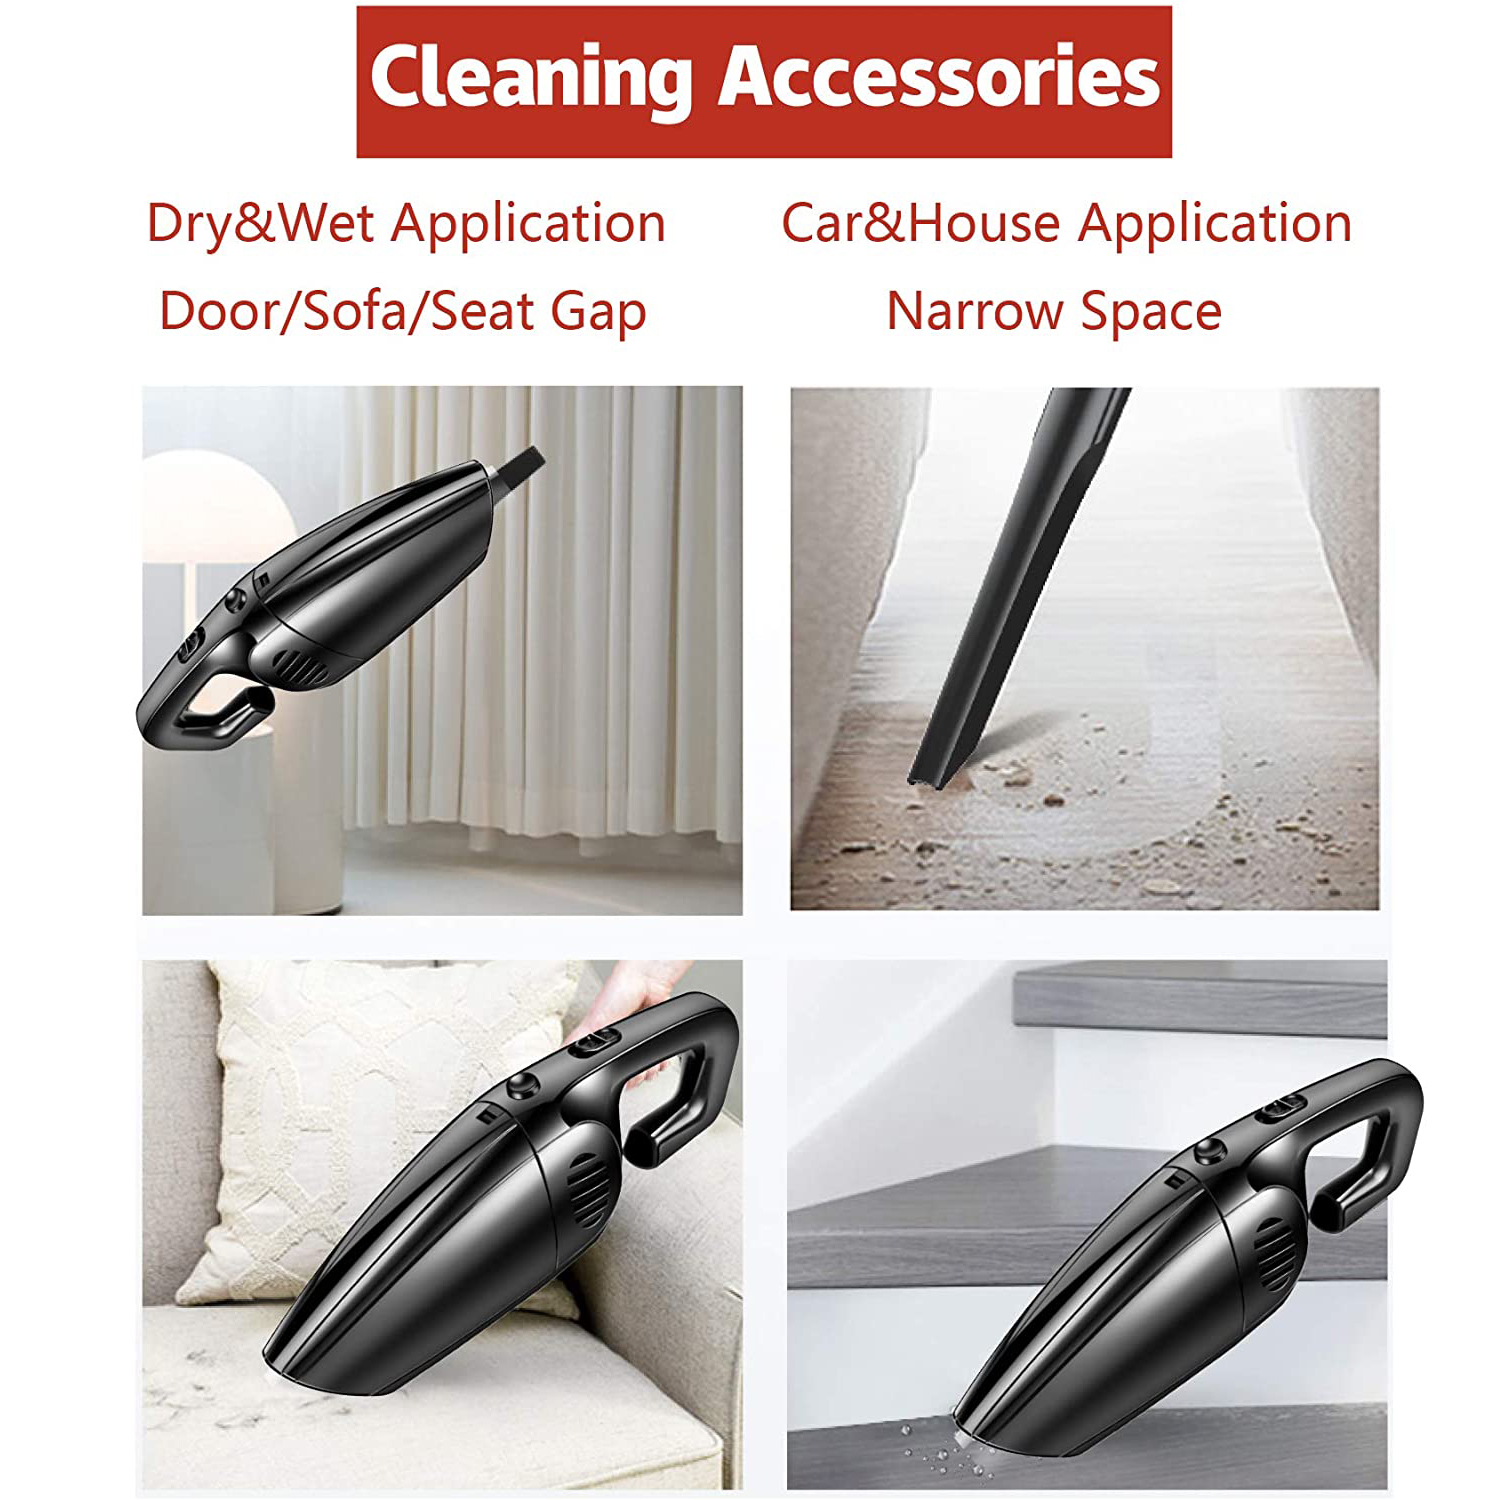 Cleaning Accessories
Dry&Wet Application
Door/Sofa/Seat Gap
Car&House Application
Narrow Space